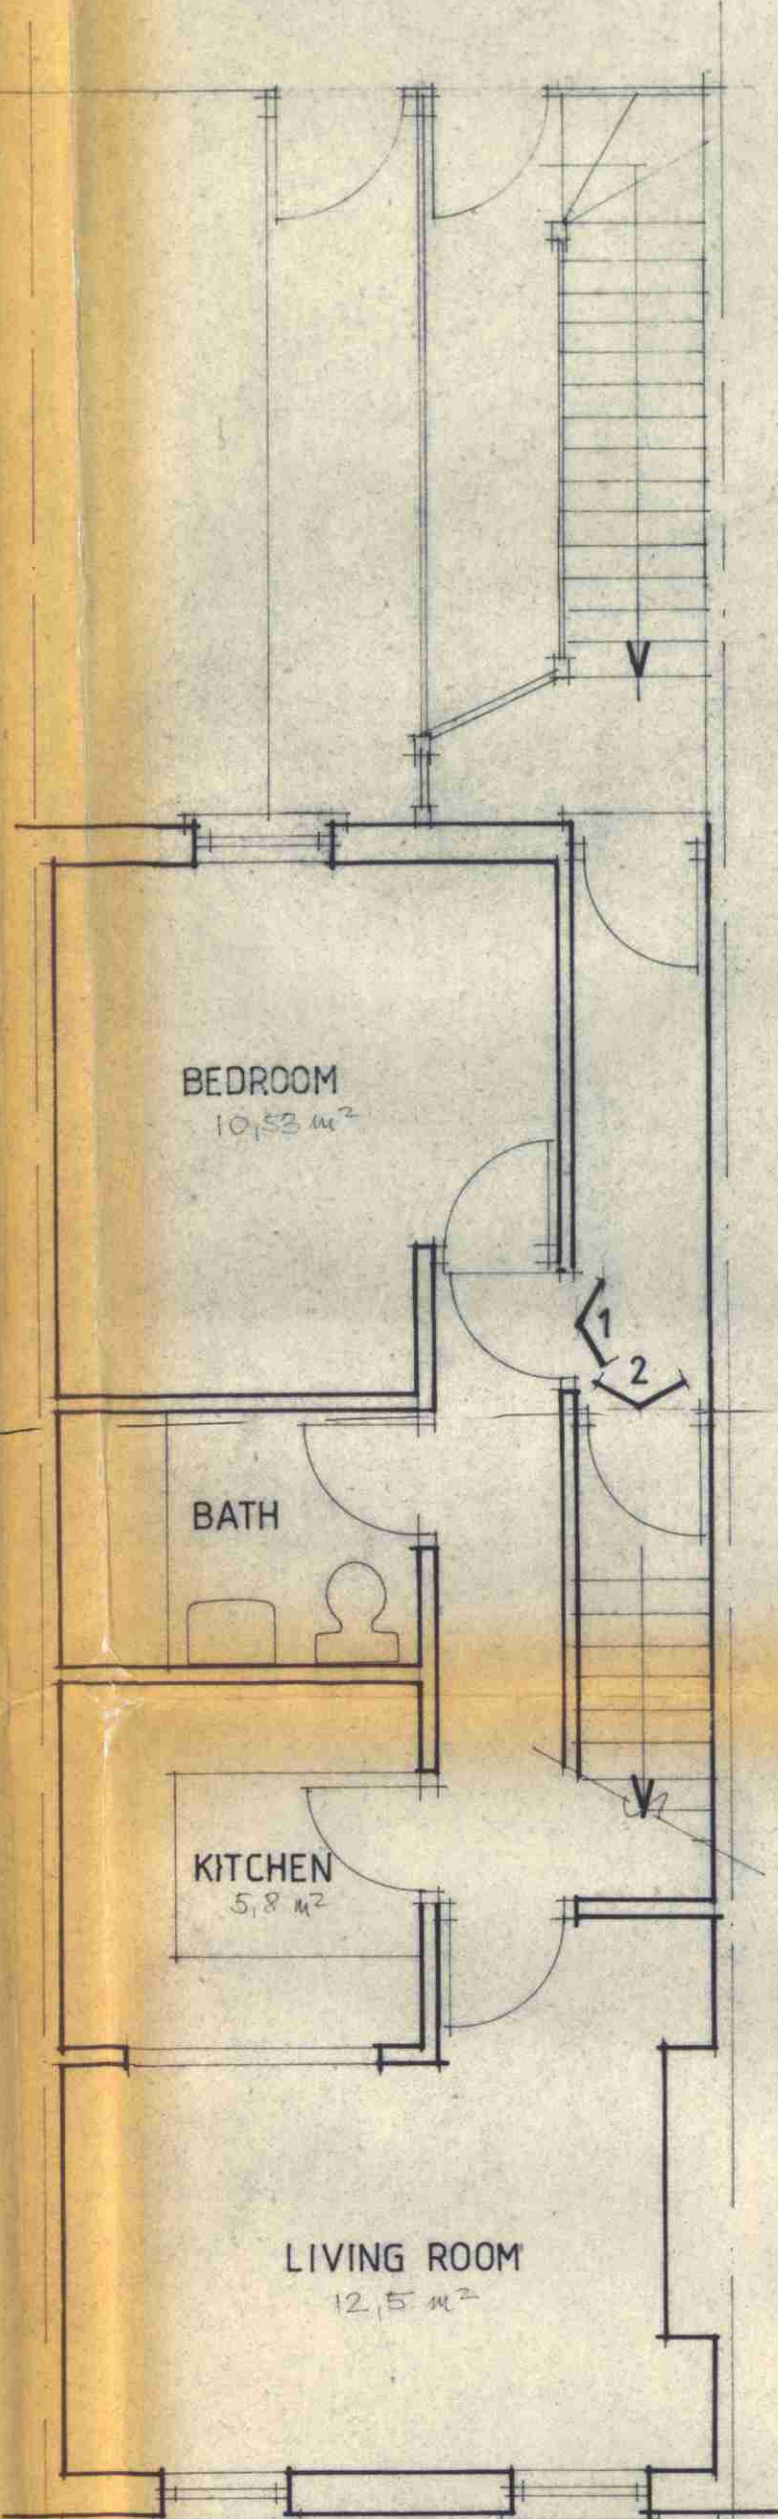 BEDROOM
10,53 m²
1
2
BATH
KITCHEN
5,8 m²
LIVING ROOM
12,5 m²